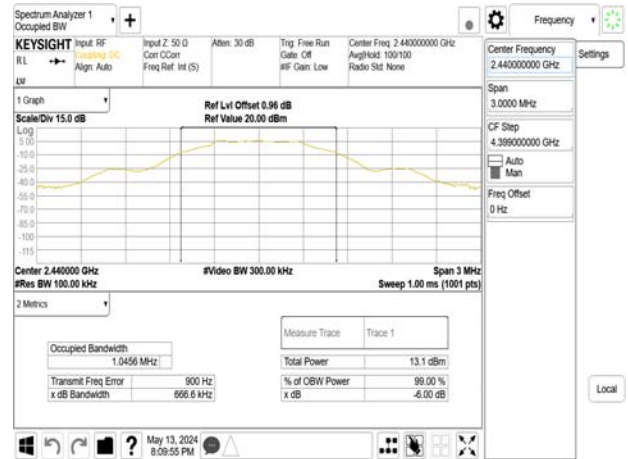 Spectrum Analyzer 1
Occupied BW
Frequency
KEYSIGHT
RL
Input: RF
Coupling: DC
Align: Auto
Input Z: 50 Ω
Corr CCorr
Freq Ref: Int (S)
Atten: 30 dB
Trig: Free Run
Gate: Off
#IF Gain: Low
Center Freq: 2.440000000 GHz
Avg|Hold: 100/100
Radio Std: None
Center Frequency
2.440000000 GHz
Settings
Span
3.0000 MHz
CF Step
4.399000000 GHz
Auto
Man
Freq Offset
0 Hz
Local
1 Graph
Scale/Div 15.0 dB
Ref Lvl Offset 0.96 dB
Ref Value 20.00 dBm
Log
5.00
-10.0
-25.0
-40.0
-55.0
-70.0
-85.0
-100
-115
Center 2.440000 GHz
#Video BW 300.00 kHz
Span 3 MHz
#Res BW 100.00 kHz
Sweep 1.00 ms (1001 pts)
2 Metrics
Measure Trace
Trace 1
Occupied Bandwidth
1.0456 MHz
Total Power
13.1 dBm
Transmit Freq Error
900 Hz
% of OBW Power
99.00 %
x dB Bandwidth
666.6 kHz
x dB
-6.00 dB
?
May 13, 2024
8:09:55 PM